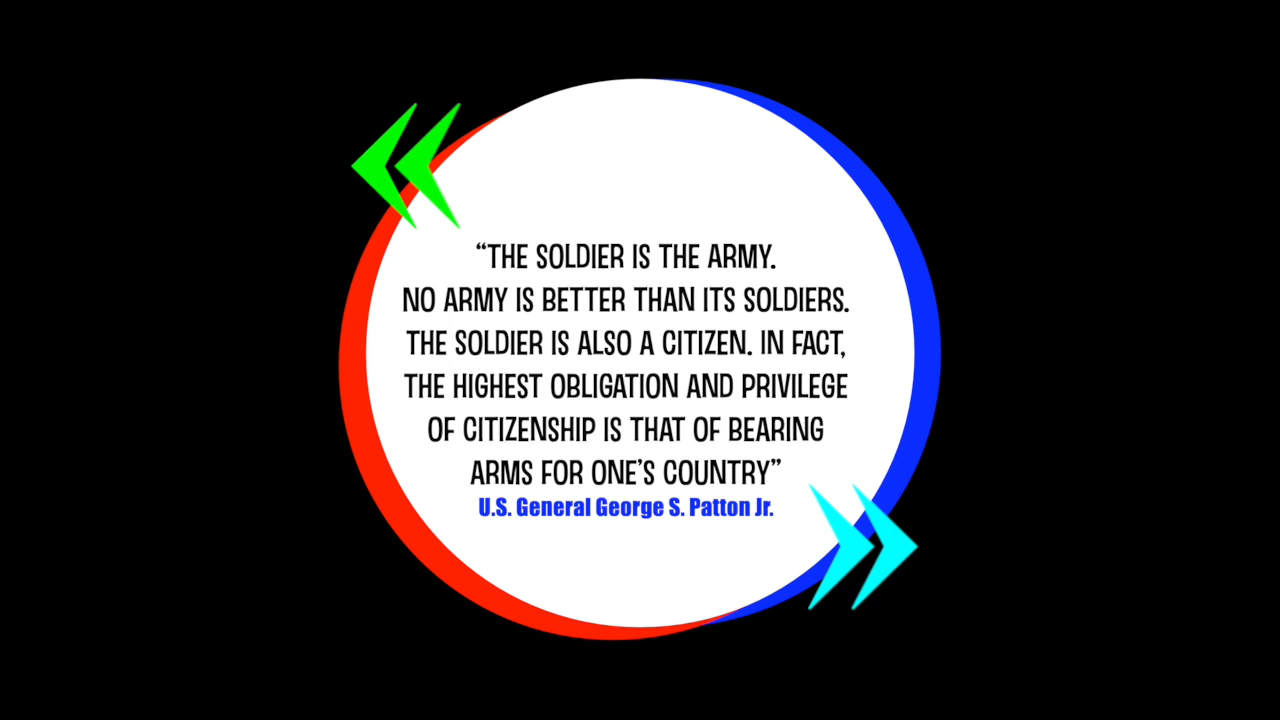 “THE SOLDIER IS THE ARMY.
NO ARMY IS BETTER THAN ITS SOLDIERS.
THE SOLDIER IS ALSO A CITIZEN. IN FACT,
THE HIGHEST OBLIGATION AND PRIVILEGE
OF CITIZENSHIP IS THAT OF BEARING
ARMS FOR ONE’S COUNTRY”
U.S. General George S. Patton Jr.